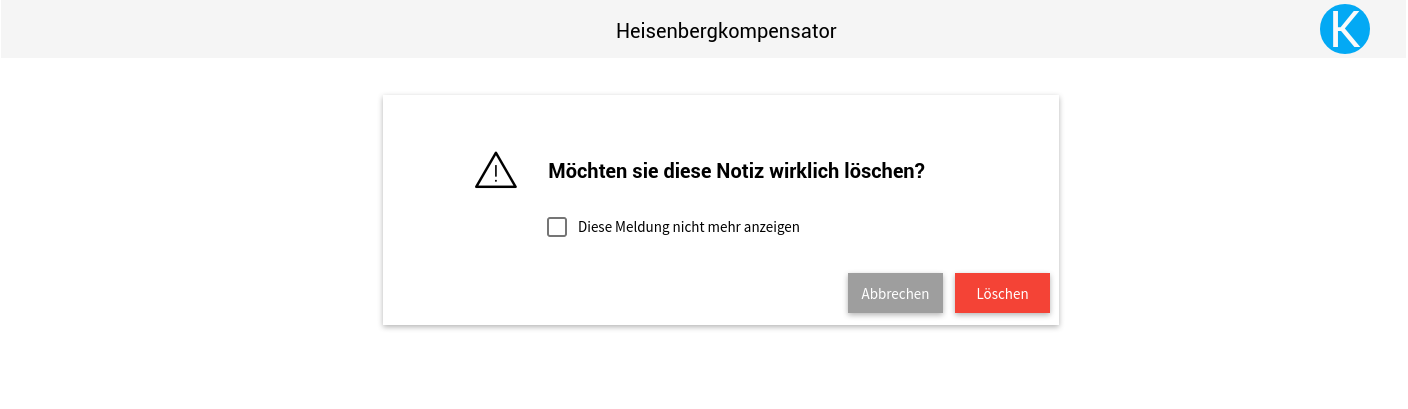 Heisenbergkompensator
K
Möchten sie diese Notiz wirklich löschen?
Diese Meldung nicht mehr anzeigen
Abbrechen
Löschen